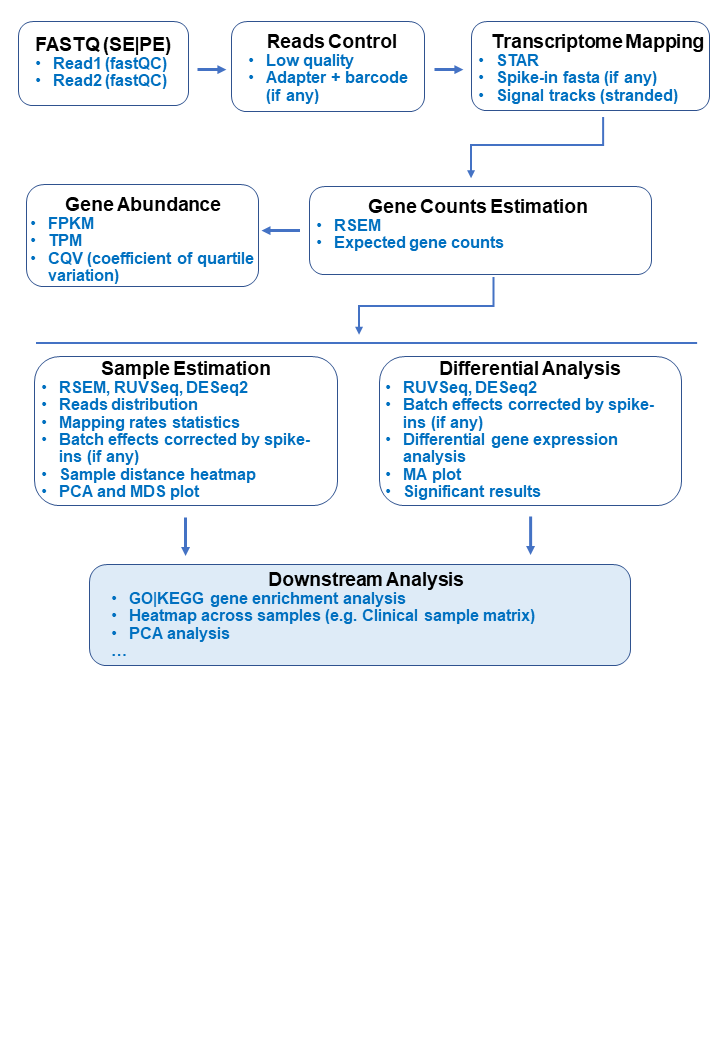 FASTQ (SE|PE)
• Read1 (fastQC)
• Read2 (fastQC)
Reads Control
• Low quality
• Adapter + barcode
(if any)
Transcriptome Mapping
• STAR
• Spike-in fasta (if any)
• Signal tracks (stranded)
Gene Abundance
• FPKM
• TPM
• CQV (coefficient of quartile
variation)
Gene Counts Estimation
• RSEM
• Expected gene counts
Sample Estimation
• RSEM, RUVSeq, DESeq2
• Reads distribution
• Mapping rates statistics
• Batch effects corrected by spike-
ins (if any)
• Sample distance heatmap
• PCA and MDS plot
Differential Analysis
• RUVSeq, DESeq2
• Batch effects corrected by spike-
ins (if any)
• Differential gene expression
analysis
• MA plot
• Significant results
Downstream Analysis
• GO|KEGG gene enrichment analysis
• Heatmap across samples (e.g. Clinical sample matrix)
• PCA analysis
…